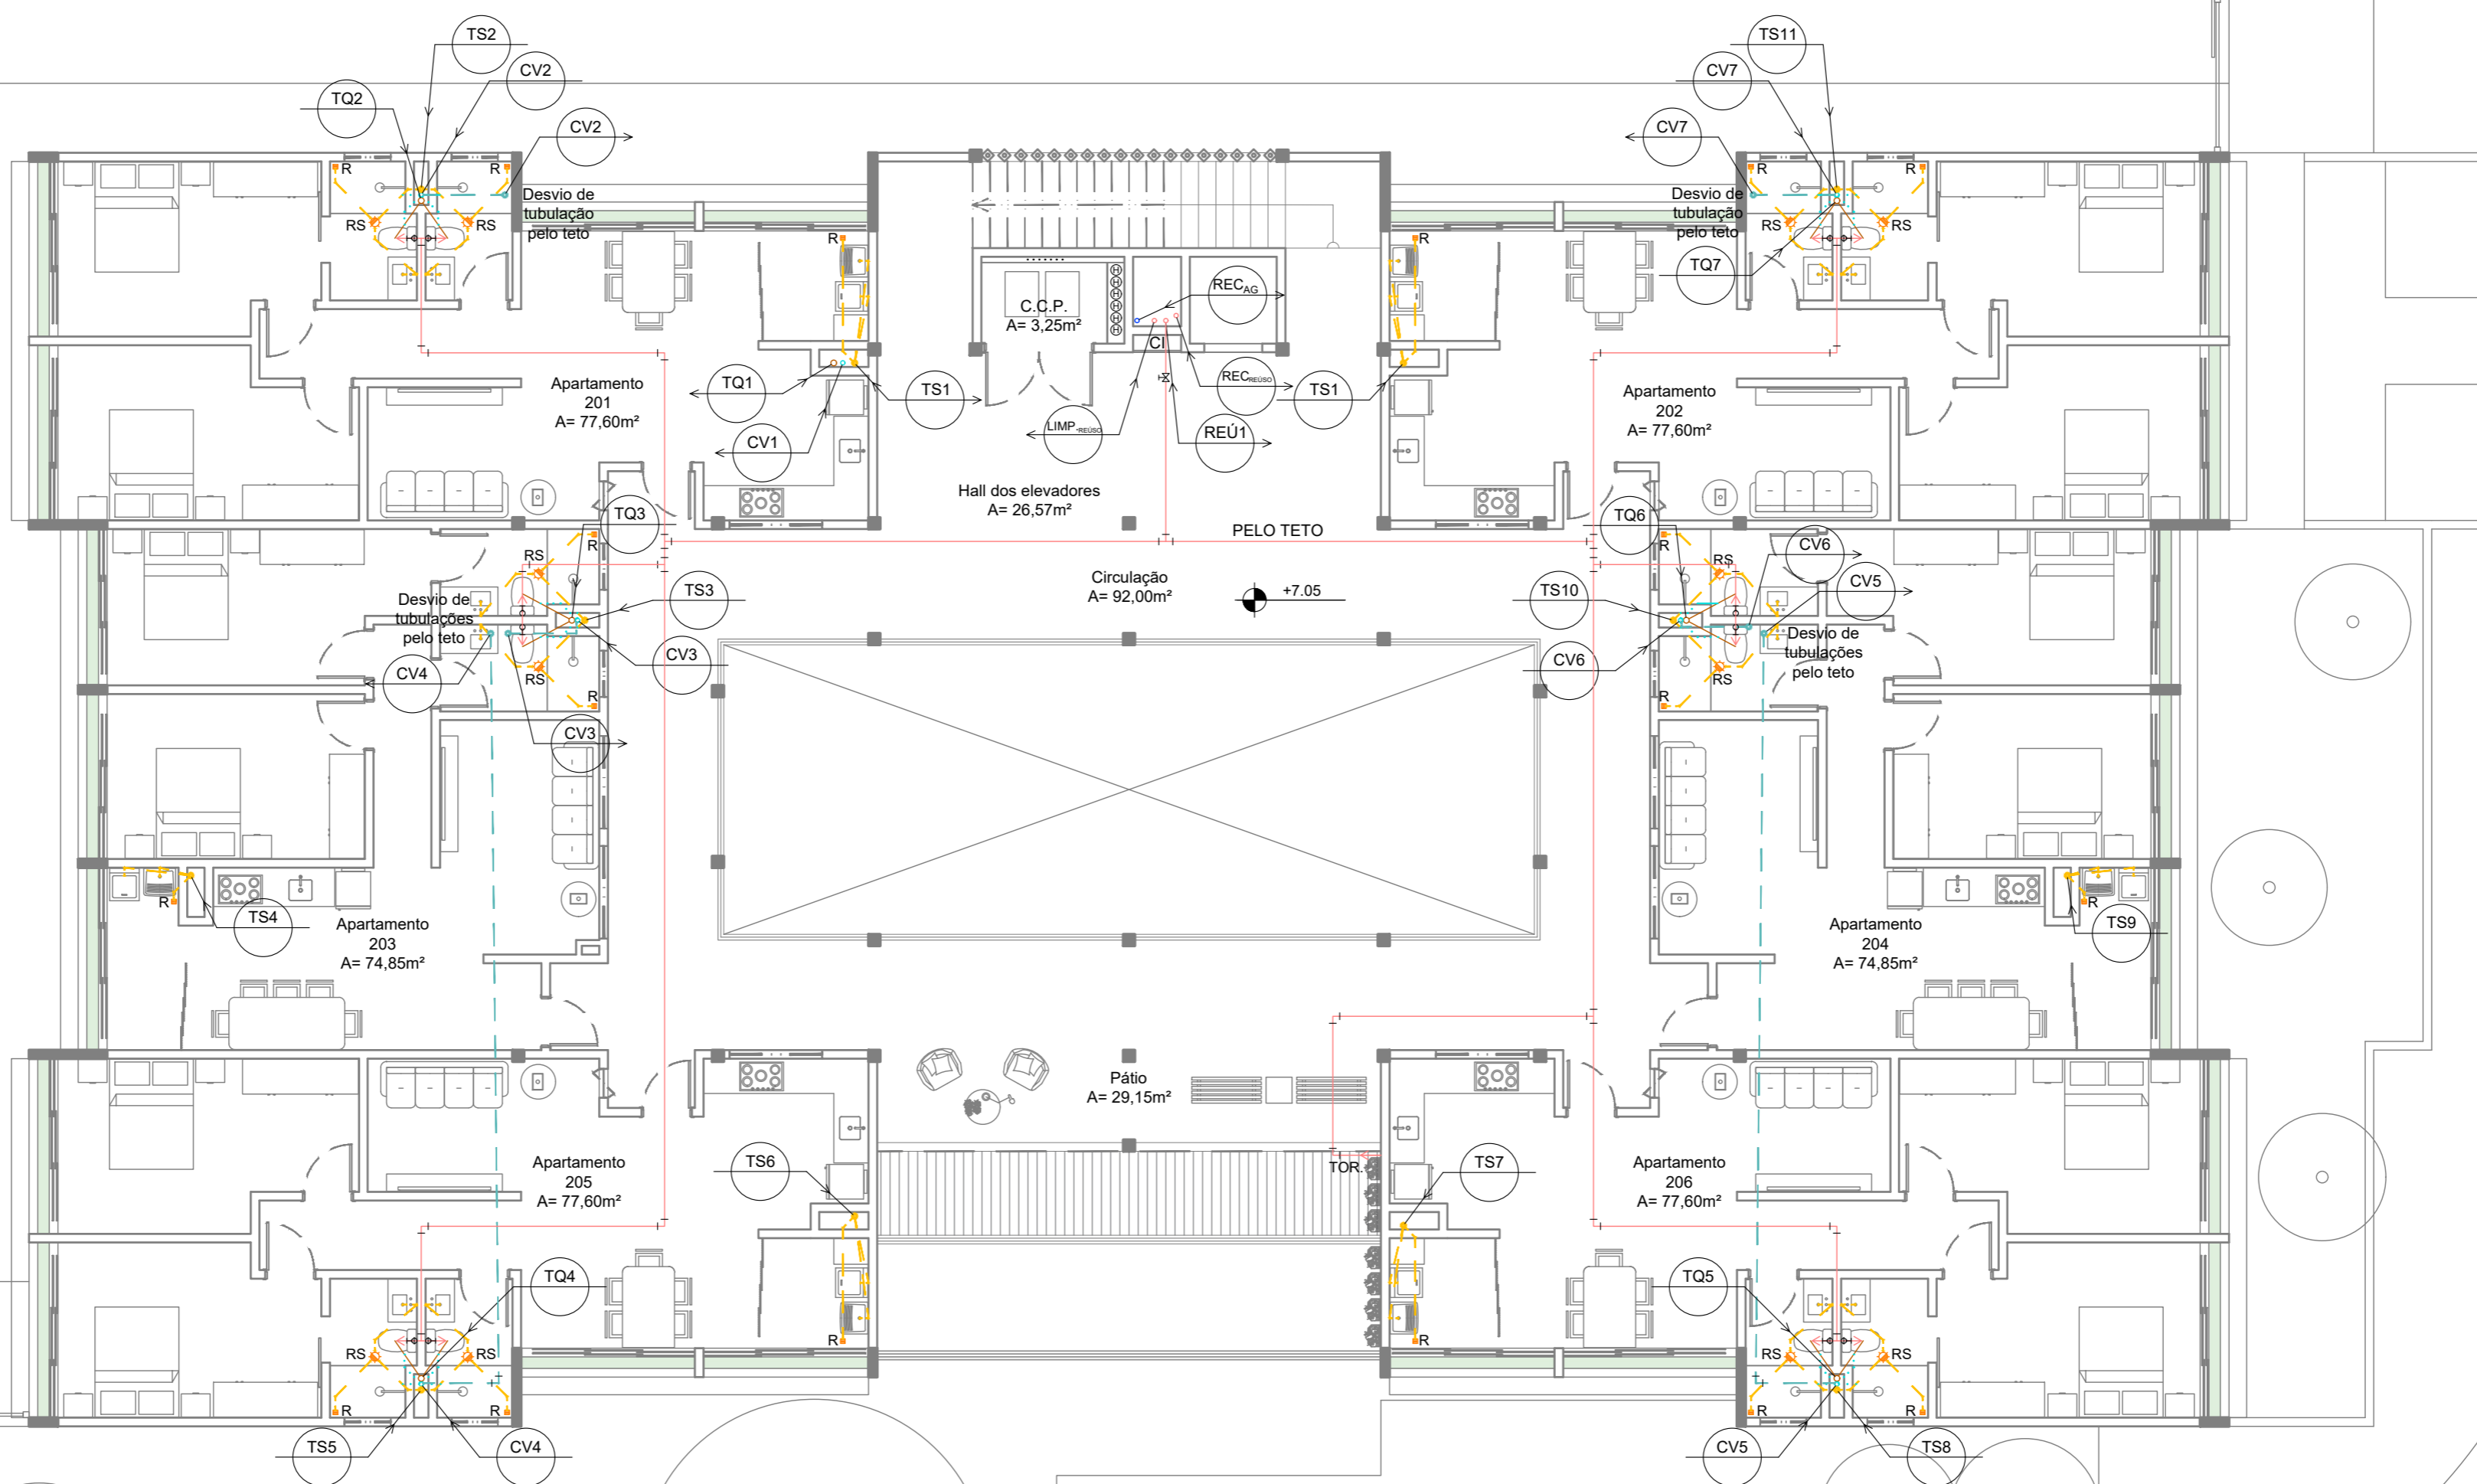 TS2
TS11
CV2
CV7
TQ2
CV2
CV7
R
R
R
R
Desvio de
tubulação
pelo teto
Desvio de
tubulação
pelo teto
RS
RS
RS
RS
R
R
TQ7
REC AG
C.C.P.
A= 3,25m²
H
H
H
H
H
H
CI
TQ1
TS1
REC REÚSO
TS1
Apartamento
201
A= 77,60m²
Apartamento
202
A= 77,60m²
CV1
LIMP.REÚSO
REÚ1
Hall dos elevadores
A= 26,57m²
TQ3
TQ6
PELO TETO
R
R
RS
RS
CV6
CV5
Circulação
A= 92,00m²
+7.05
TS3
TS10
Desvio de
tubulações
pelo teto
Desvio de
tubulações
pelo teto
CV4
CV3
CV6
RS
RS
R
R
CV3
R
TS4
R
TS9
Apartamento
203
A= 74,85m²
Apartamento
204
A= 74,85m²
Pátio
A= 29,15m²
TS6
TS7
TOR.
Apartamento
205
A= 77,60m²
Apartamento
206
A= 77,60m²
TQ4
TQ5
R
R
RS
RS
RS
RS
R
R
R
R
TS5
CV4
CV5
TS8